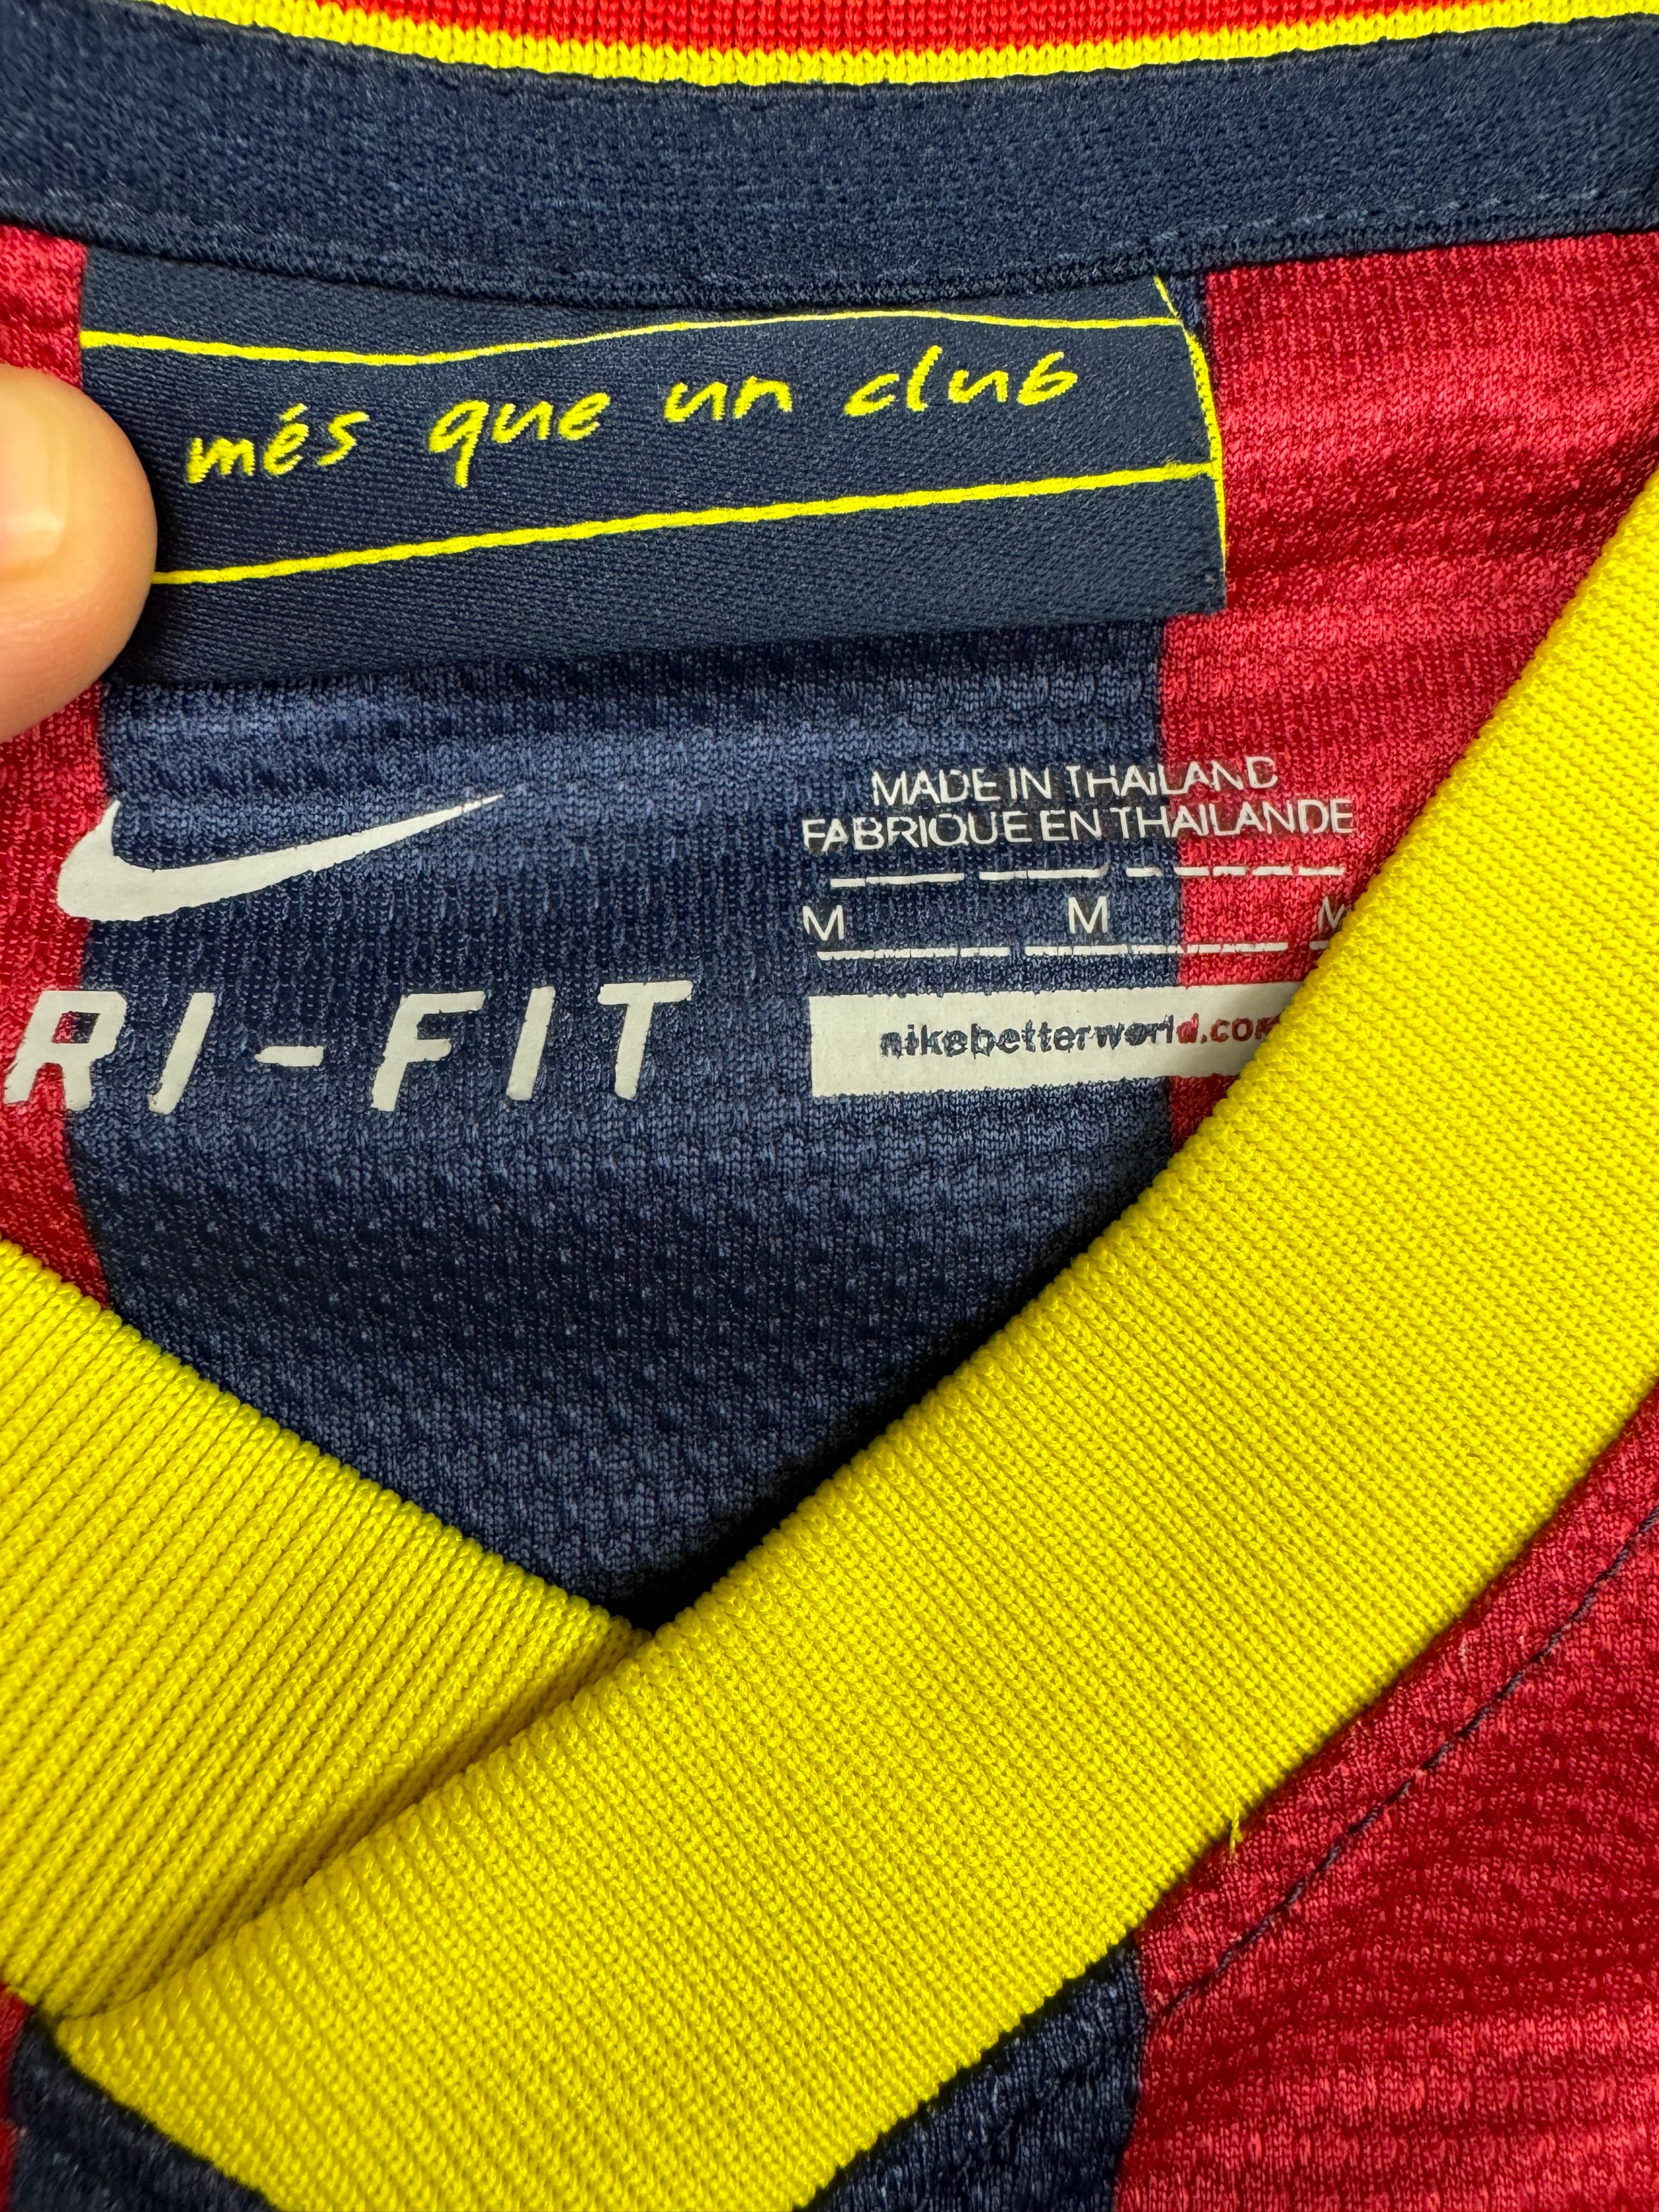 més que un club
MADE IN THAILAND
FABRIQUE EN THAILANDE
M M M
RI-FIT
nikebetterworld.com